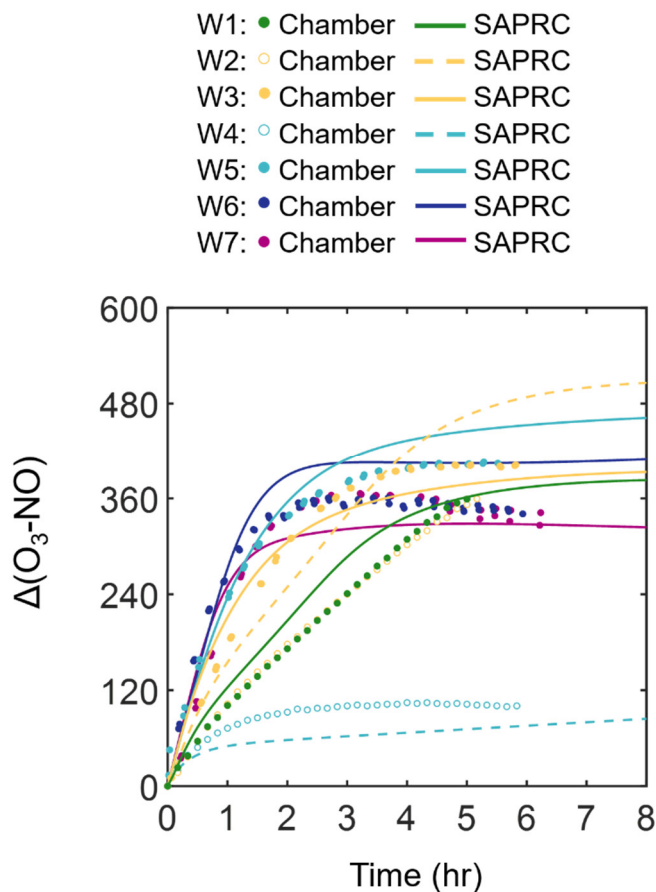 W1: Chamber SAPRC
W2: Chamber SAPRC
W3: Chamber SAPRC
W4: Chamber SAPRC
W5: Chamber SAPRC
W6: Chamber SAPRC
W7: Chamber SAPRC
600
480
360
240
120
0
Δ(O₃-NO)
0 1 2 3 4 5 6 7 8
Time (hr)